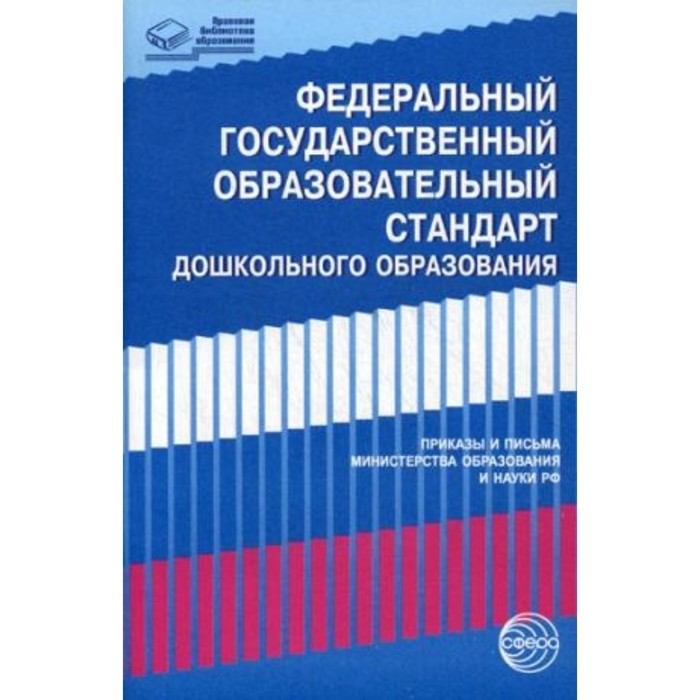 Правовая
библиотека
образования
ФЕДЕРАЛЬНЫЙ
ГОСУДАРСТВЕННЫЙ
ОБРАЗОВАТЕЛЬНЫЙ
СТАНДАРТ
ДОШКОЛЬНОГО ОБРАЗОВАНИЯ
ПРИКАЗЫ И ПИСЬМА
МИНИСТЕРСТВА ОБРАЗОВАНИЯ
И НАУКИ РФ
сфера